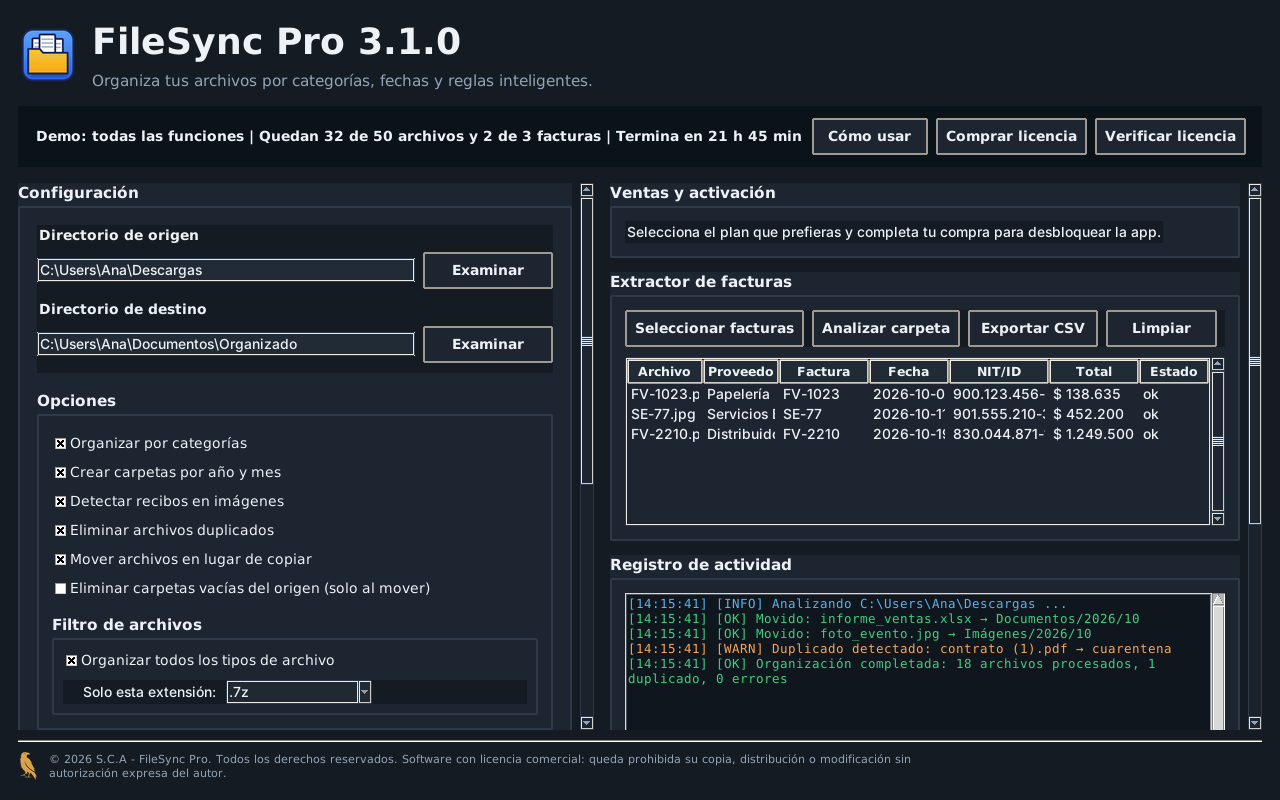 FileSync Pro 3.1.0
Organiza tus archivos por categorías, fechas y reglas inteligentes.
Demo: todas las funciones | Quedan 32 de 50 archivos y 2 de 3 facturas | Termina en 21 h 45 min
Cómo usar
Comprar licencia
Verificar licencia
Configuración
Directorio de origen
C:\Users\Ana\Descargas
Examinar
Directorio de destino
C:\Users\Ana\Documentos\Organizado
Examinar
Opciones
Organizar por categorías
Crear carpetas por año y mes
Detectar recibos en imágenes
Eliminar archivos duplicados
Mover archivos en lugar de copiar
Eliminar carpetas vacías del origen (solo al mover)
Filtro de archivos
Organizar todos los tipos de archivo
Solo esta extensión: .7z
Ventas y activación
Selecciona el plan que prefieras y completa tu compra para desbloquear la app.
Extractor de facturas
Seleccionar facturas
Analizar carpeta
Exportar CSV
Limpiar
Archivo Proveedo Factura Fecha NIT/ID Total Estado
FV-1023.p Papelería FV-1023 2026-10-0 900.123.456- $ 138.635 ok
SE-77.jpg Servicios SE-77 2026-10-1 901.555.210- $ 452.200 ok
FV-2210.p Distribuid FV-2210 2026-10-19 830.044.871- $ 1.249.500 ok
Registro de actividad
[14:15:41] [INFO] Analizando C:\Users\Ana\Descargas ...
[14:15:41] [OK] Movido: informe_ventas.xlsx → Documentos/2026/10
[14:15:41] [OK] Movido: foto_evento.jpg → Imágenes/2026/10
[14:15:41] [WARN] Duplicado detectado: contrato (1).pdf → cuarentena
[14:15:41] [OK] Organización completada: 18 archivos procesados, 1
duplicado, 0 errores
© 2026 S.C.A - FileSync Pro. Todos los derechos reservados. Software con licencia comercial: queda prohibida su copia, distribución o modificación sin
autorización expresa del autor.